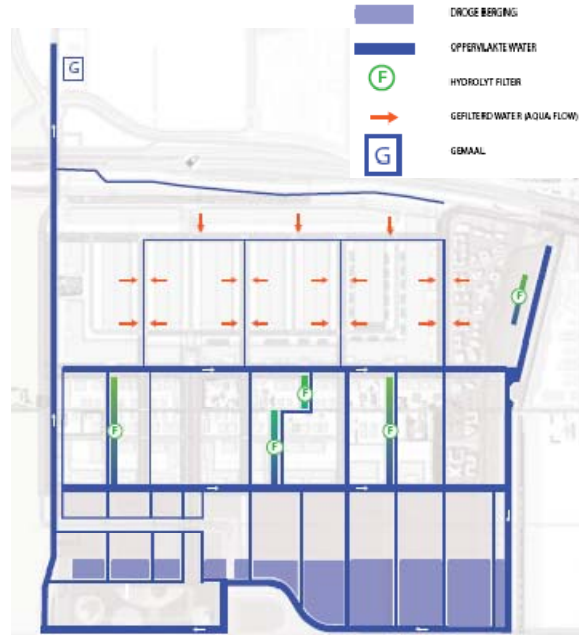 DROGE BERGING
OPPERVLAKTE WATER
F
HYDROLYT FILTER
GEFILTERD WATER (AQUA FLOW)
G
GEMAAL
G
F
F
F
F
F